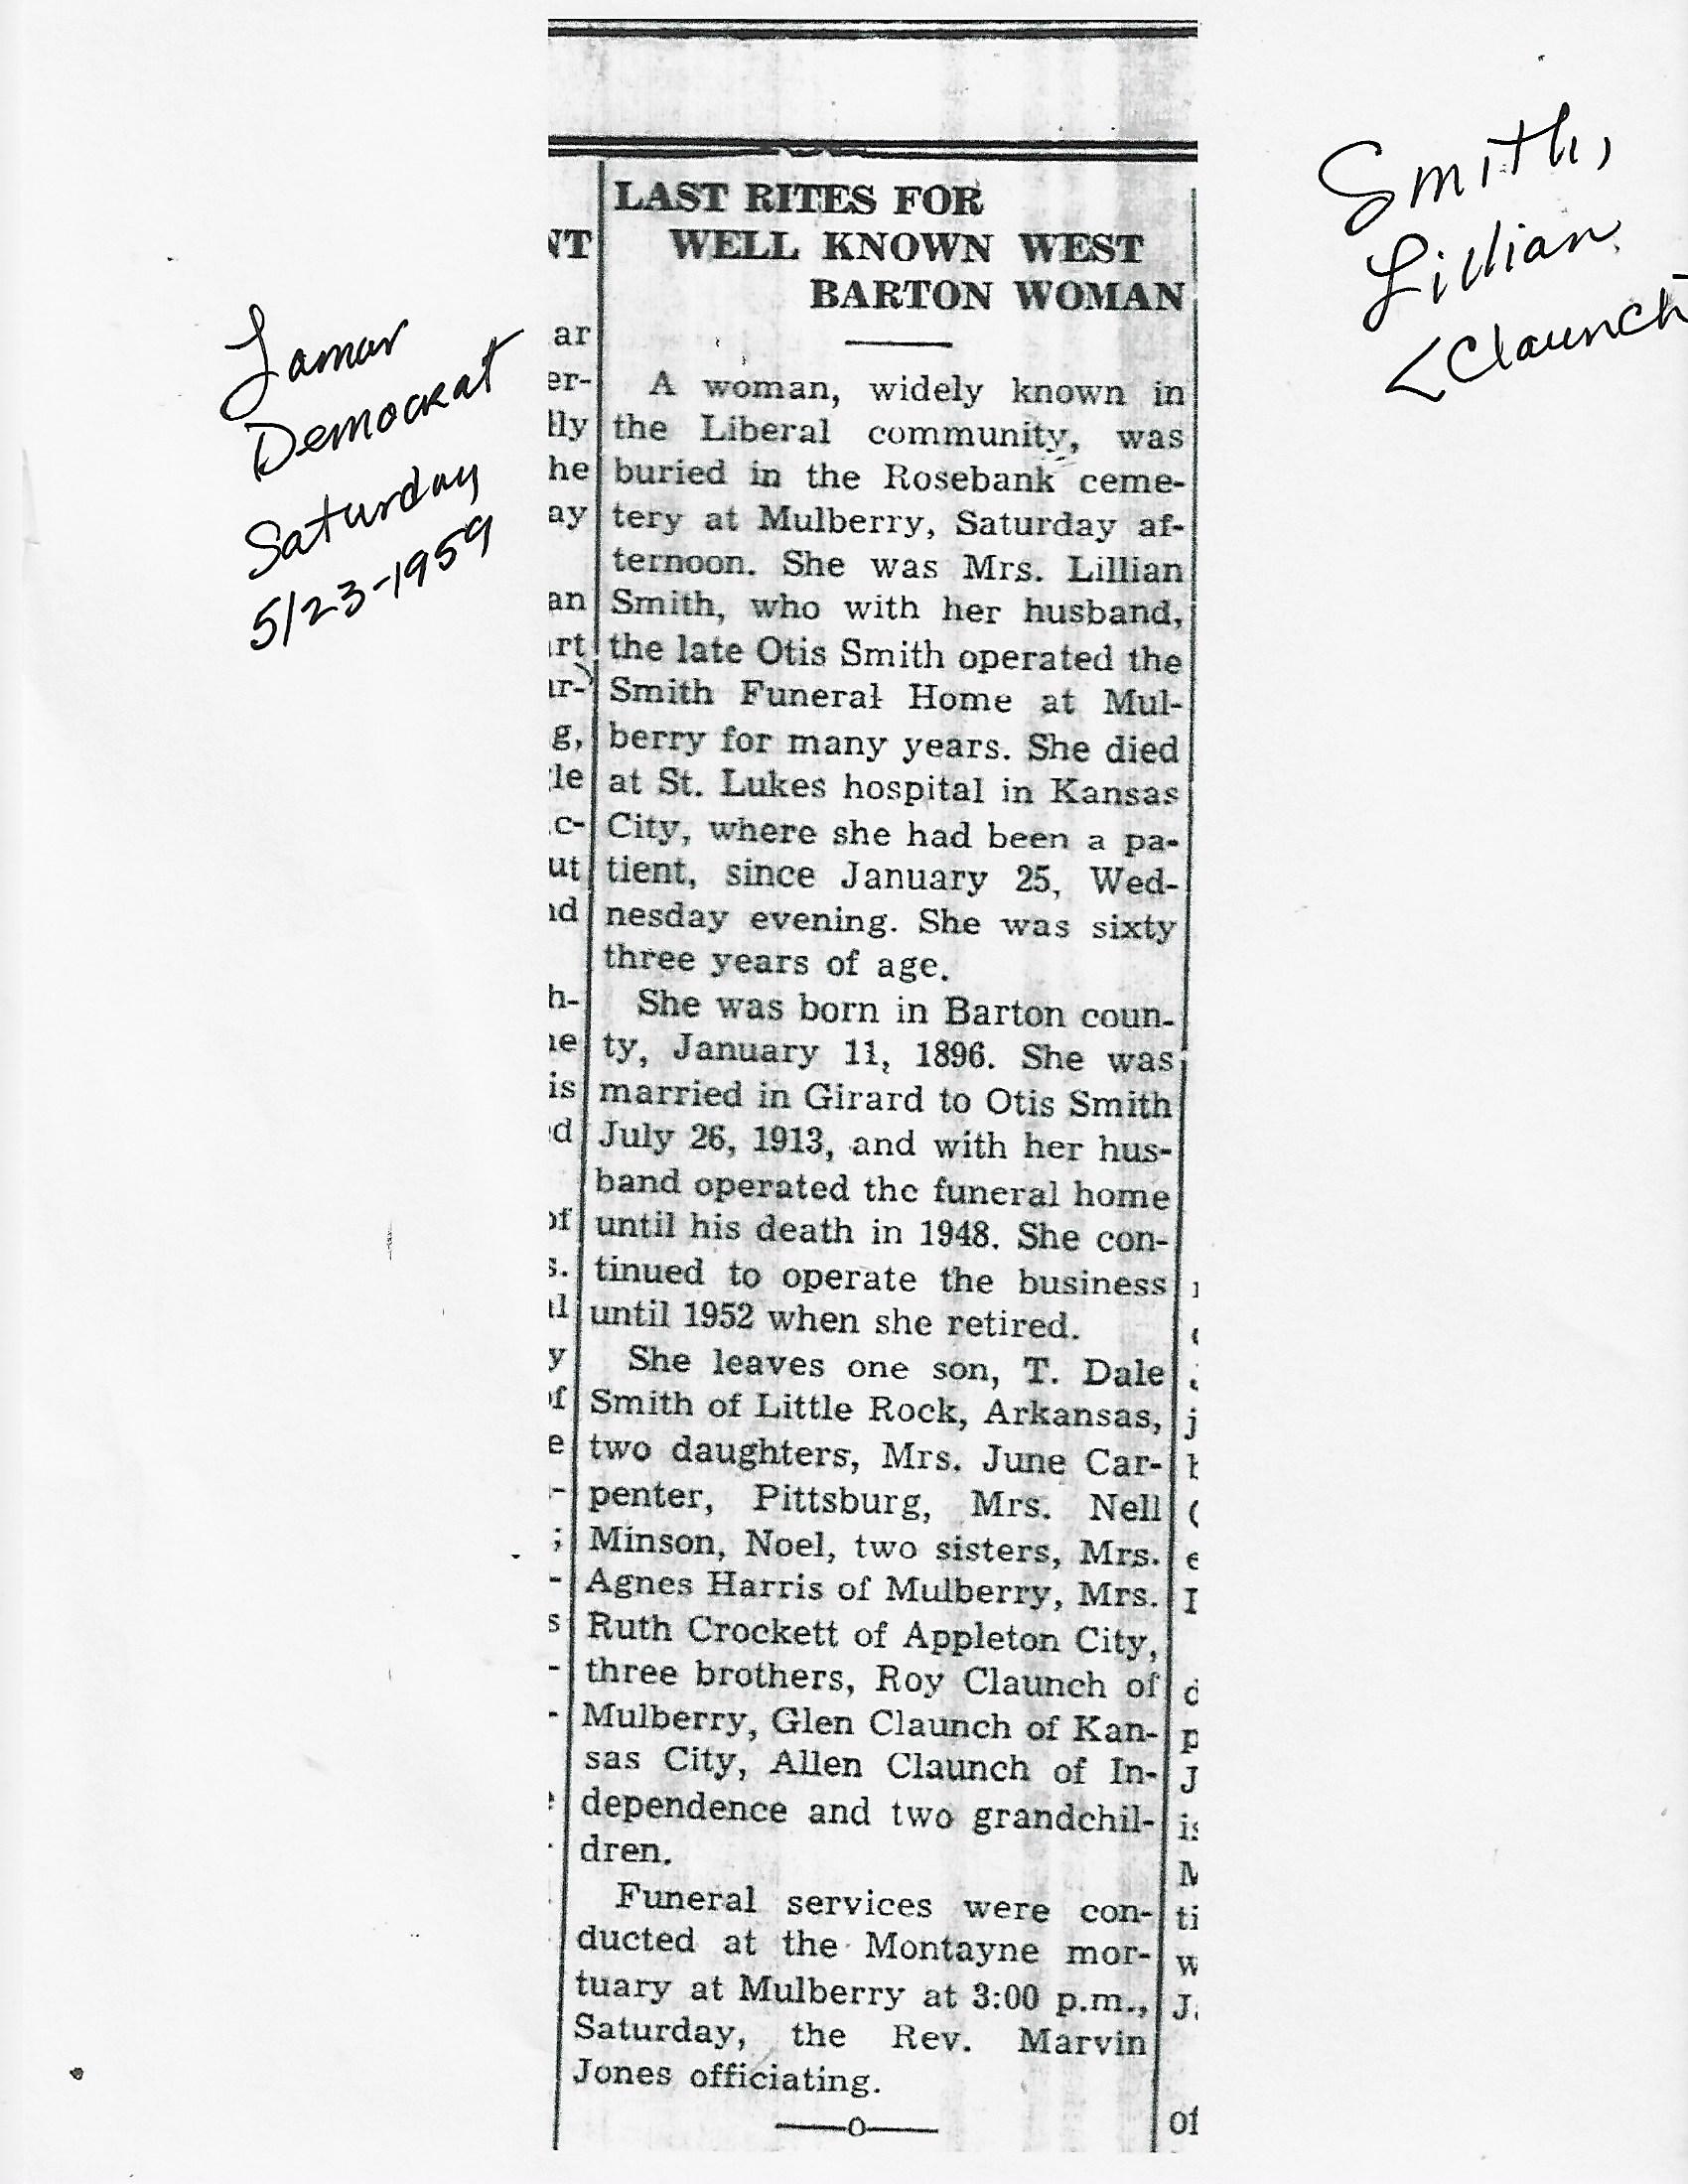 Lamar
Democrat
Saturday
5/23-1959
Smith,
Lillian
<Claunch
LAST RITES FOR
WELL KNOWN WEST
BARTON WOMAN
A woman, widely known in
the Liberal community, was
buried in the Rosebank ceme-
tery at Mulberry, Saturday af-
ternoon. She was Mrs. Lillian
Smith, who with her husband,
the late Otis Smith operated the
Smith Funeral Home at Mul-
berry for many years. She died
at St. Lukes hospital in Kansas
City, where she had been a pa-
tient, since January 25, Wed-
nesday evening. She was sixty
three years of age.
She was born in Barton coun-
ty, January 11, 1896. She was
married in Girard to Otis Smith
July 26, 1913, and with her hus-
band operated the funeral home
until his death in 1948. She con-
tinued to operate the business
until 1952 when she retired.
She leaves one son, T. Dale
Smith of Little Rock, Arkansas,
two daughters, Mrs. June Car-
penter, Pittsburg, Mrs. Nell
Minson, Noel, two sisters, Mrs.
Agnes Harris of Mulberry, Mrs.
Ruth Crockett of Appleton City,
three brothers, Roy Claunch of
Mulberry, Glen Claunch of Kan-
sas City, Allen Claunch of In-
dependence and two grandchil-
dren.
Funeral services were con-
ducted at the Montayne mor-
tuary at Mulberry at 3:00 p.m.,
Saturday, the Rev. Marvin
Jones officiating.